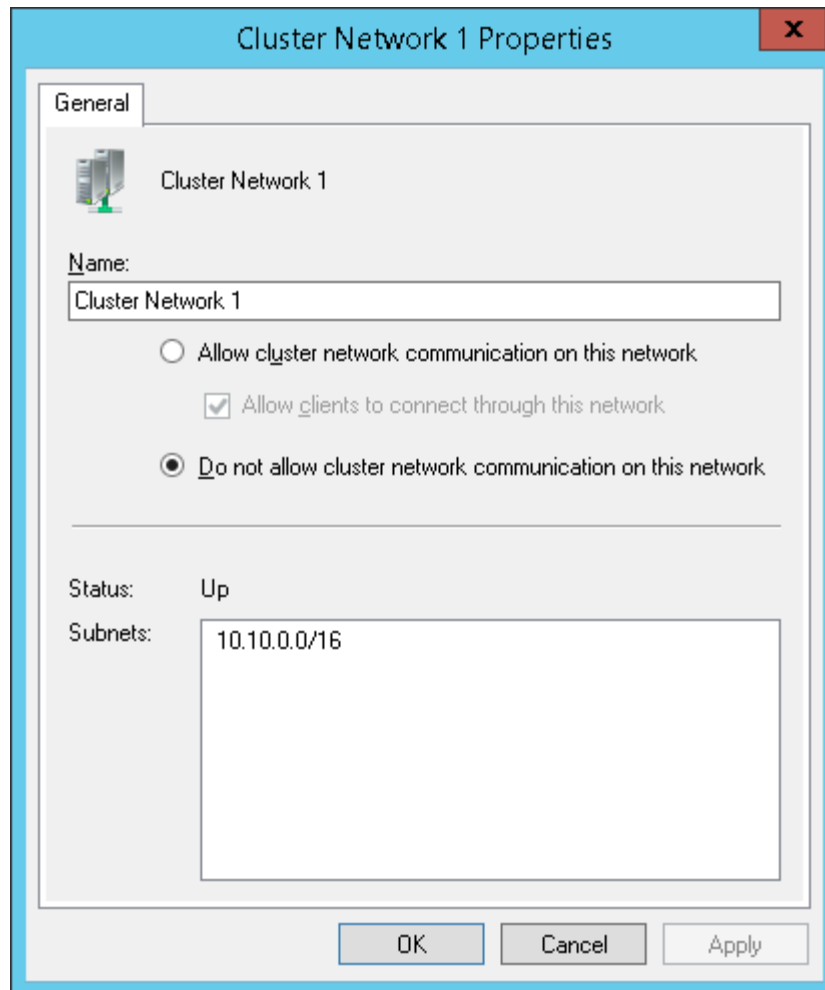 Cluster Network 1 Properties
x
General
Cluster Network 1
Name:
Cluster Network 1
Allow cluster network communication on this network
Allow clients to connect through this network
Do not allow cluster network communication on this network
Status: Up
Subnets: 10.10.0.0/16
OK Cancel Apply